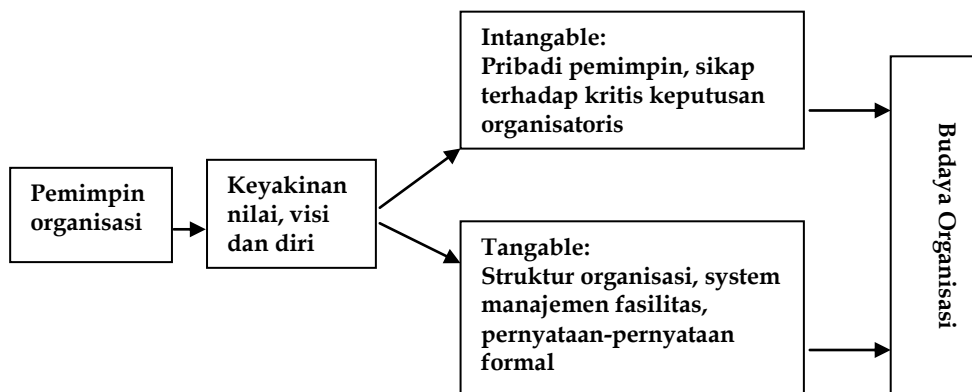 Pemimpin
organisasi
Keyakinan
nilai, visi
dan diri
Intangable:
Pribadi pemimpin, sikap
terhadap kritis keputusan
organisatoris
Tangable:
Struktur organisasi, system
manajemen fasilitas,
pernyataan-pernyataan
formal
Budaya Organisasi